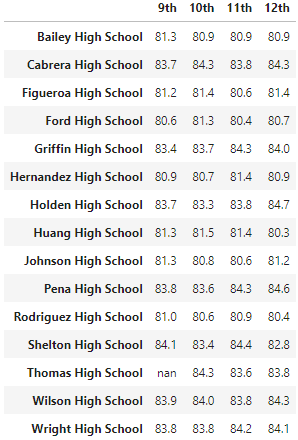 9th 10th 11th 12th
Bailey High School 81.3 80.9 80.9 80.9
Cabrera High School 83.7 84.3 83.8 84.3
Figueroa High School 81.2 81.4 80.6 81.4
Ford High School 80.6 81.3 80.4 80.7
Griffin High School 83.4 83.7 84.3 84.0
Hernandez High School 80.9 80.7 81.4 80.9
Holden High School 83.7 83.3 83.8 84.7
Huang High School 81.3 81.5 81.4 80.3
Johnson High School 81.3 80.8 80.6 81.2
Pena High School 83.8 83.6 84.3 84.6
Rodriguez High School 81.0 80.6 80.9 80.4
Shelton High School 84.1 83.4 84.4 82.8
Thomas High School nan 84.3 83.6 83.8
Wilson High School 83.9 84.0 83.8 84.3
Wright High School 83.8 83.8 84.2 84.1